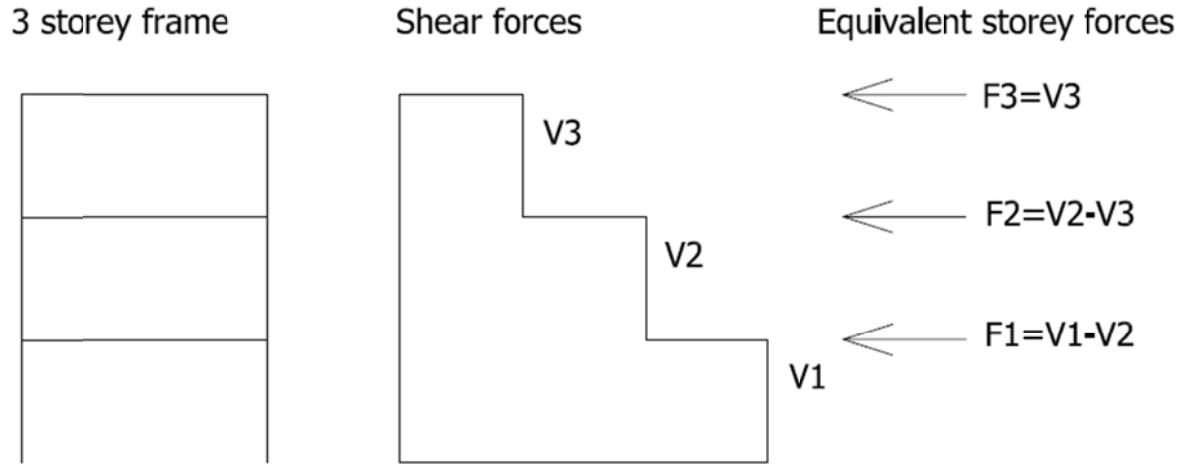 3 storey frame
Shear forces
Equivalent storey forces
V3
V2
V1
F3=V3
F2=V2-V3
F1=V1-V2